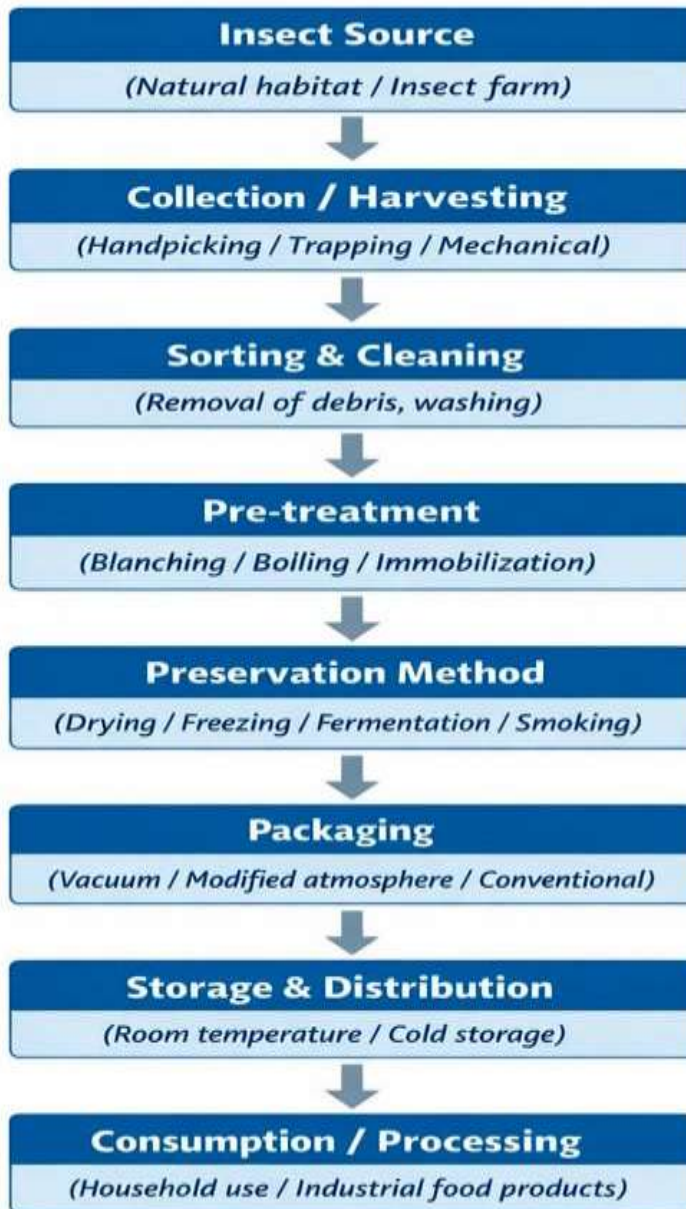 Insect Source
(Natural habitat / Insect farm)
Collection / Harvesting
(Handpicking / Trapping / Mechanical)
Sorting & Cleaning
(Removal of debris, washing)
Pre-treatment
(Blanching / Boiling / Immobilization)
Preservation Method
(Drying / Freezing / Fermentation / Smoking)
Packaging
(Vacuum / Modified atmosphere / Conventional)
Storage & Distribution
(Room temperature / Cold storage)
Consumption / Processing
(Household use / Industrial food products)